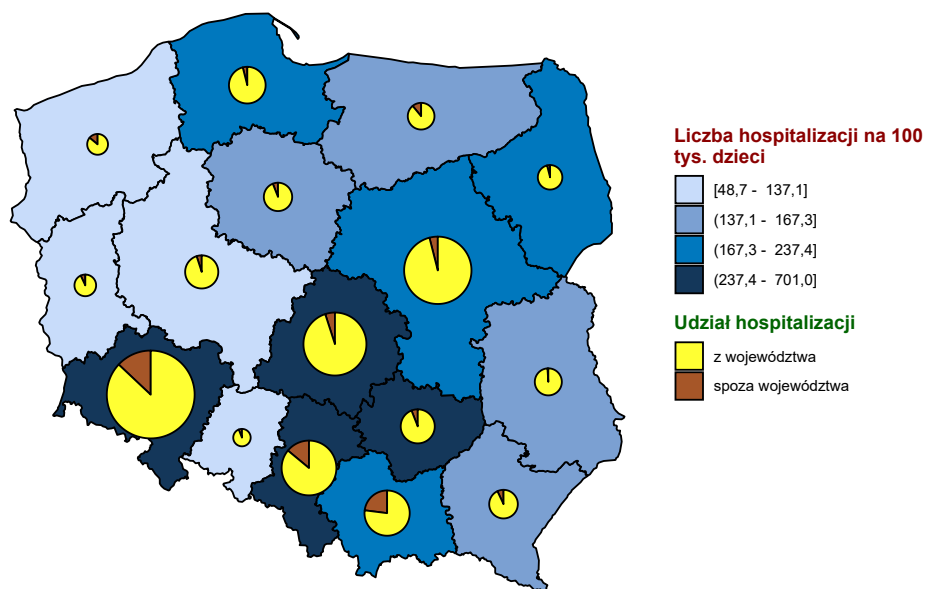 Liczba hospitalizacji na 100
tys. dzieci
[48,7 - 137,1]
(137,1 - 167,3]
(167,3 - 237,4]
(237,4 - 701,0]
Udział hospitalizacji
z województwa
spoza województwa